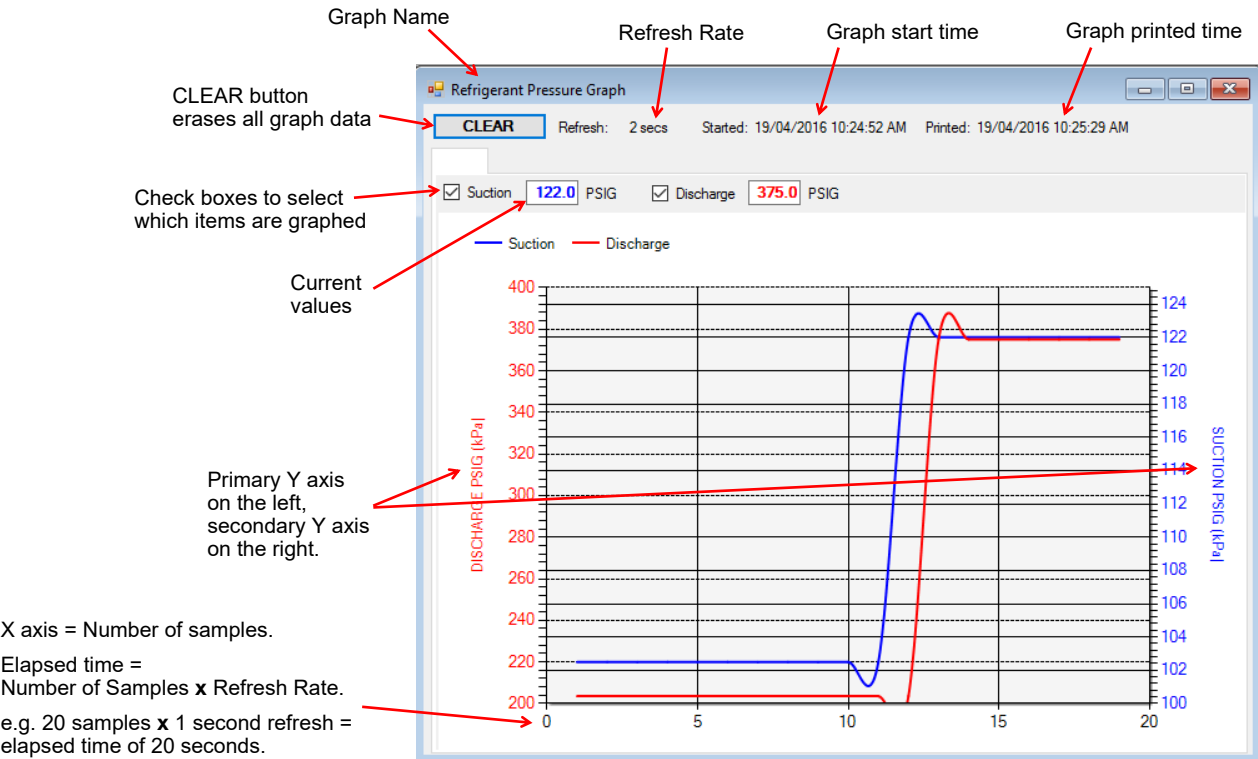 Graph Name
Refresh Rate
Graph start time
Graph printed time
CLEAR button
erases all graph data
Refrigerant Pressure Graph
CLEAR Refresh: 2 secs Started: 19/04/2016 10:24:52 AM Printed: 19/04/2016 10:25:29 AM
Check boxes to select
which items are graphed
Suction 122.0 PSIG Discharge 375.0 PSIG
Suction Discharge
Current
values
400
380
360
340
320
300
280
260
240
220
200
DISCHARGE PSIG (kPa)
124
122
120
118
116
114
112
110
108
106
104
102
100
SUCTION PSIG (kPa)
0 5 10 15 20
Primary Y axis
on the left,
secondary Y axis
on the right.
X axis = Number of samples.
Elapsed time =
Number of Samples x Refresh Rate.
e.g. 20 samples x 1 second refresh =
elapsed time of 20 seconds.